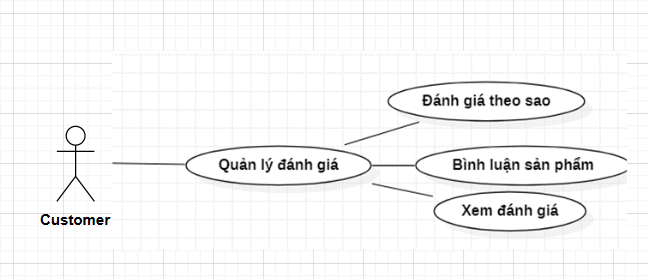 Đánh giá theo sao
Quản lý đánh giá
Bình luận sản phẩm
Xem đánh giá
Customer